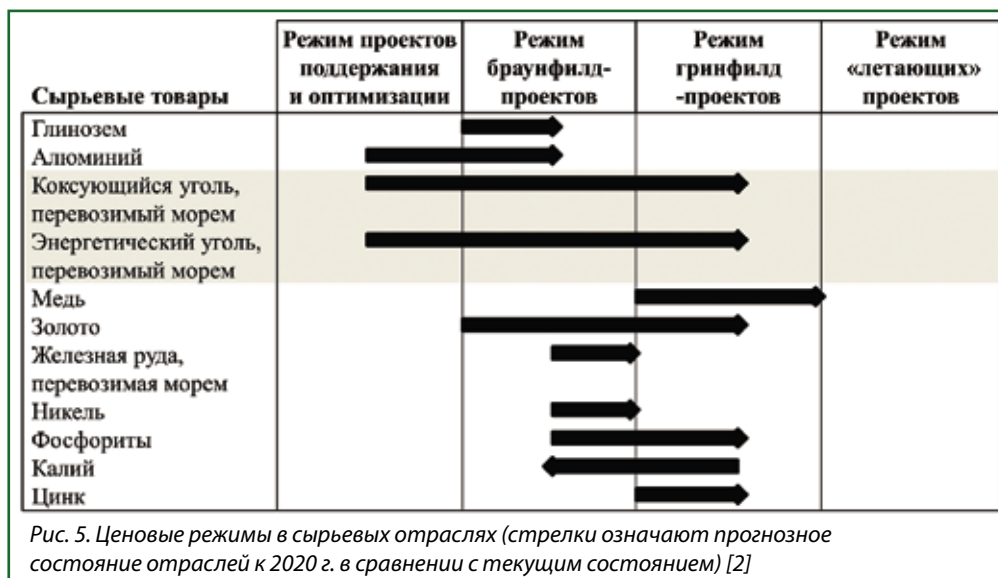 Сырьевые товары
Режим проектов
поддержания
и оптимизации
Режим
браунфилд-
проектов
Режим
гринфилд
-проектов
Режим
«летающих»
проектов
Глинозем
Алюминий
Коксующийся уголь,
перевозимый морем
Энергетический уголь,
перевозимый морем
Медь
Золото
Железная руда,
перевозимая морем
Никель
Фосфориты
Калий
Цинк
Рис. 5. Ценовые режимы в сырьевых отраслях (стрелки означают прогнозное
состояние отраслей к 2020 г. в сравнении с текущим состоянием) [2]